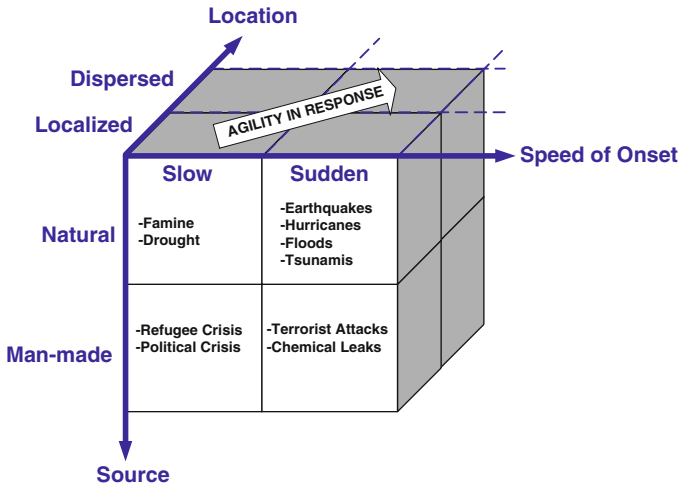 Location
Dispersed
Localized
AGILITY IN RESPONSE
Speed of Onset
Slow
Sudden
Natural
-Famine
-Drought
-Earthquakes
-Hurricanes
-Floods
-Tsunamis
Man-made
-Refugee Crisis
-Political Crisis
-Terrorist Attacks
-Chemical Leaks
Source